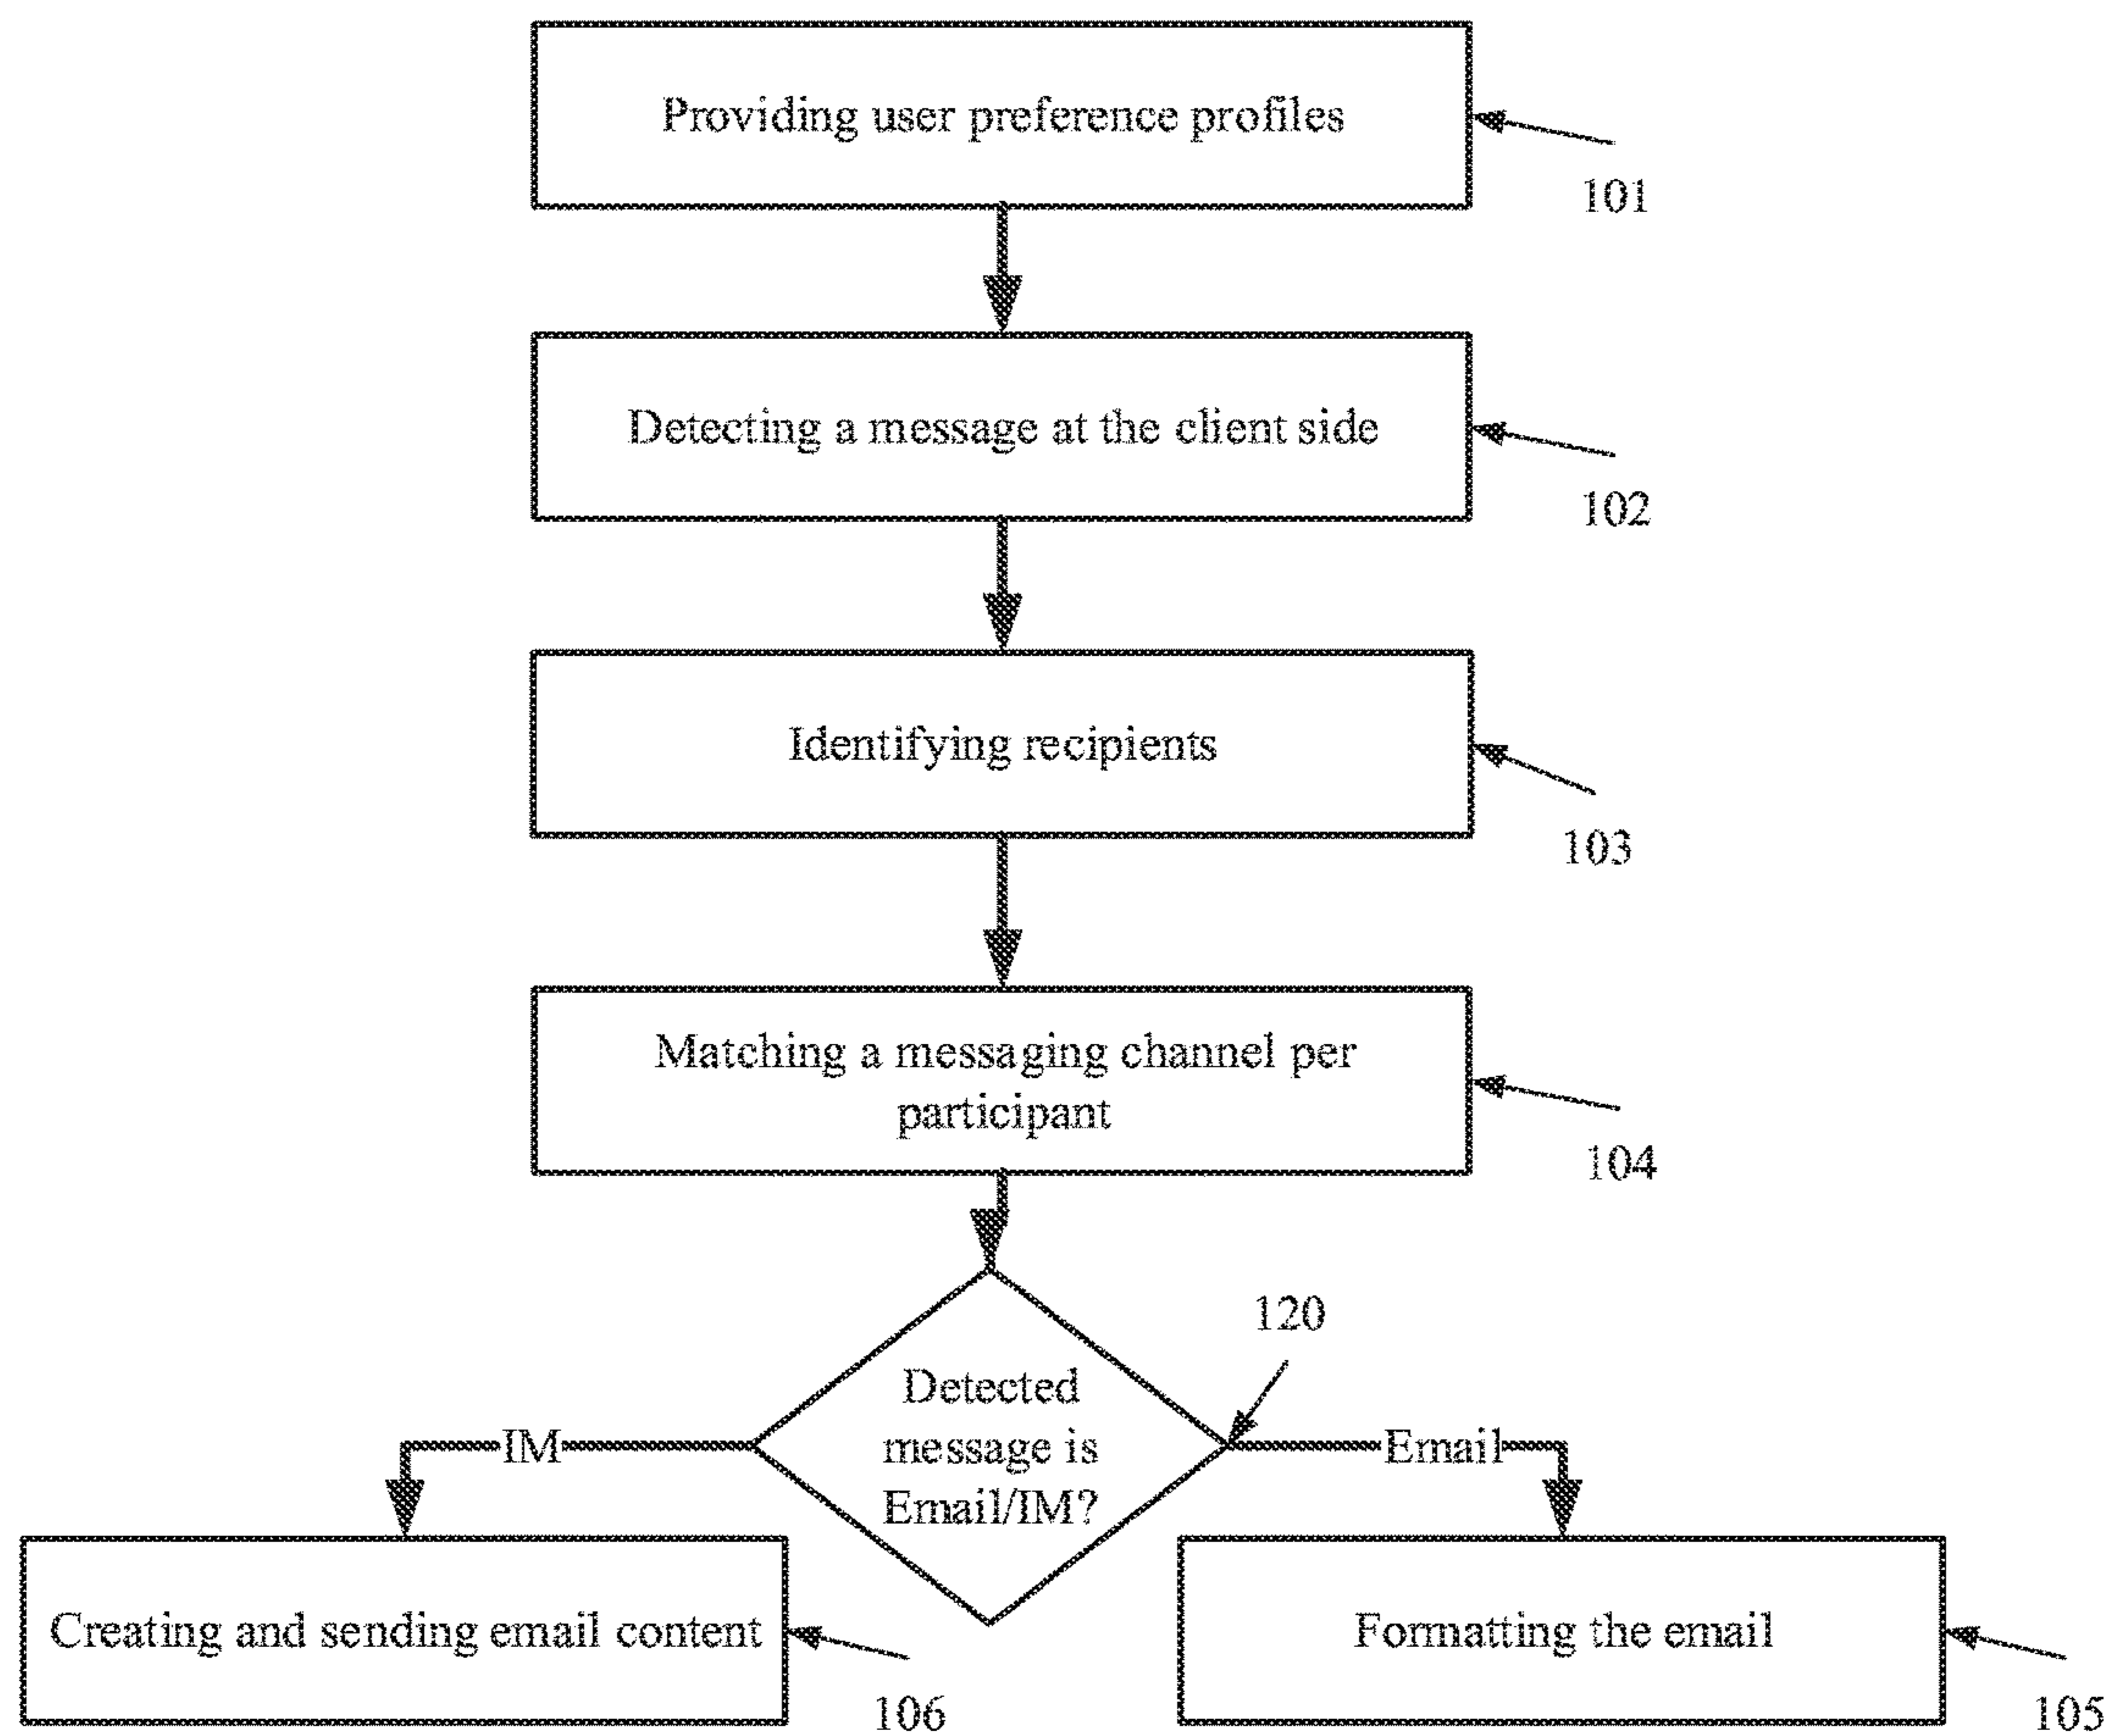 Providing user preference profiles
101
Detecting a message at the client side
102
Identifying recipients
103
Matching a messaging channel per
participant
104
120
Detected
message is
Email/IM?
IM
Email
Creating and sending email content
106
Formatting the email
105